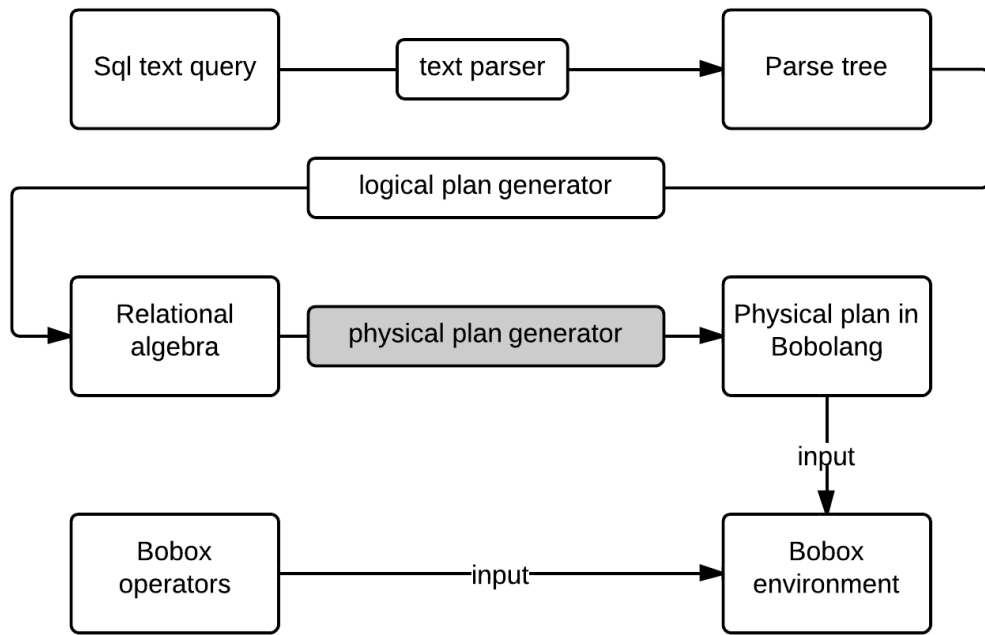 Sql text query
text parser
Parse tree
logical plan generator
Relational
algebra
physical plan generator
Physical plan in
Bobolang
input
Bobox
operators
input
Bobox
environment